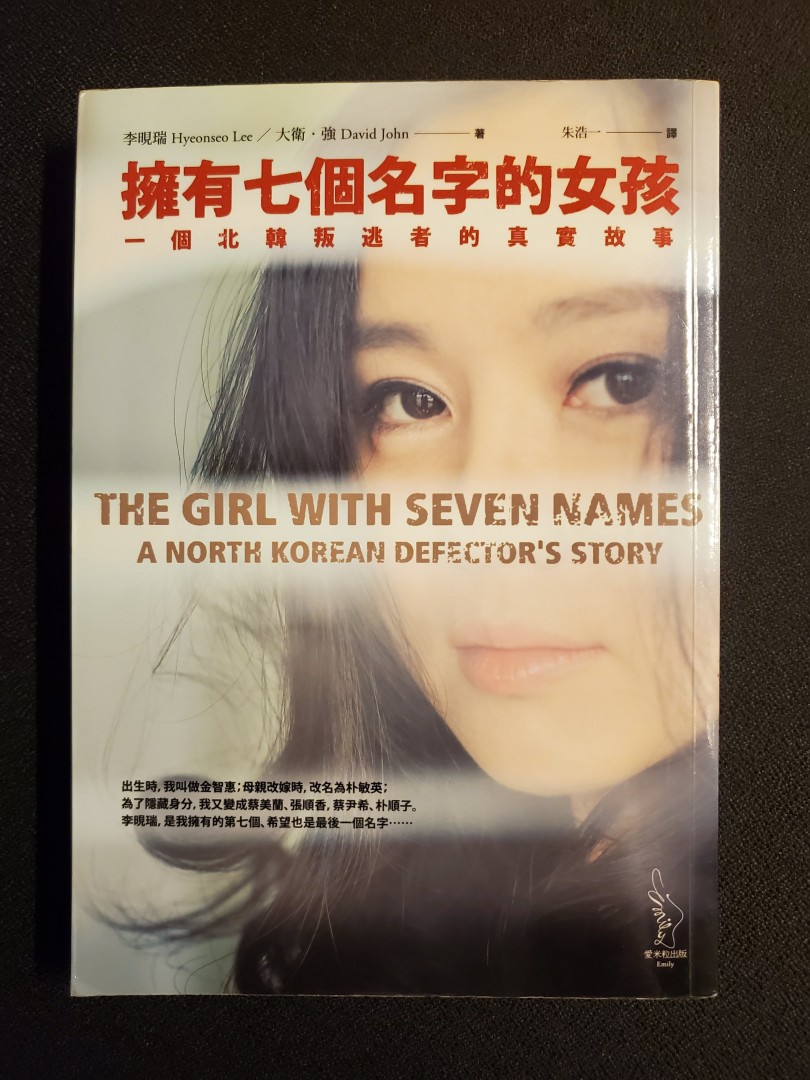 李晛瑞 Hyeonseo Lee／大衛・強 David John──── 著 朱浩一──── 譯
擁有七個名字的女孩
一個北韓叛逃者的真實故事
THE GIRL WITH SEVEN NAMES
A NORTH KOREAN DEFECTOR'S STORY
出生時，我叫做金智惠；母親改嫁時，改名為朴敏英；
為了隱藏身分，我又變成蔡美蘭、張順香，蔡尹希、朴順子。
李晛瑞，是我擁有的第七個、希望也是最後一個名字……
愛米粒出版
Emily